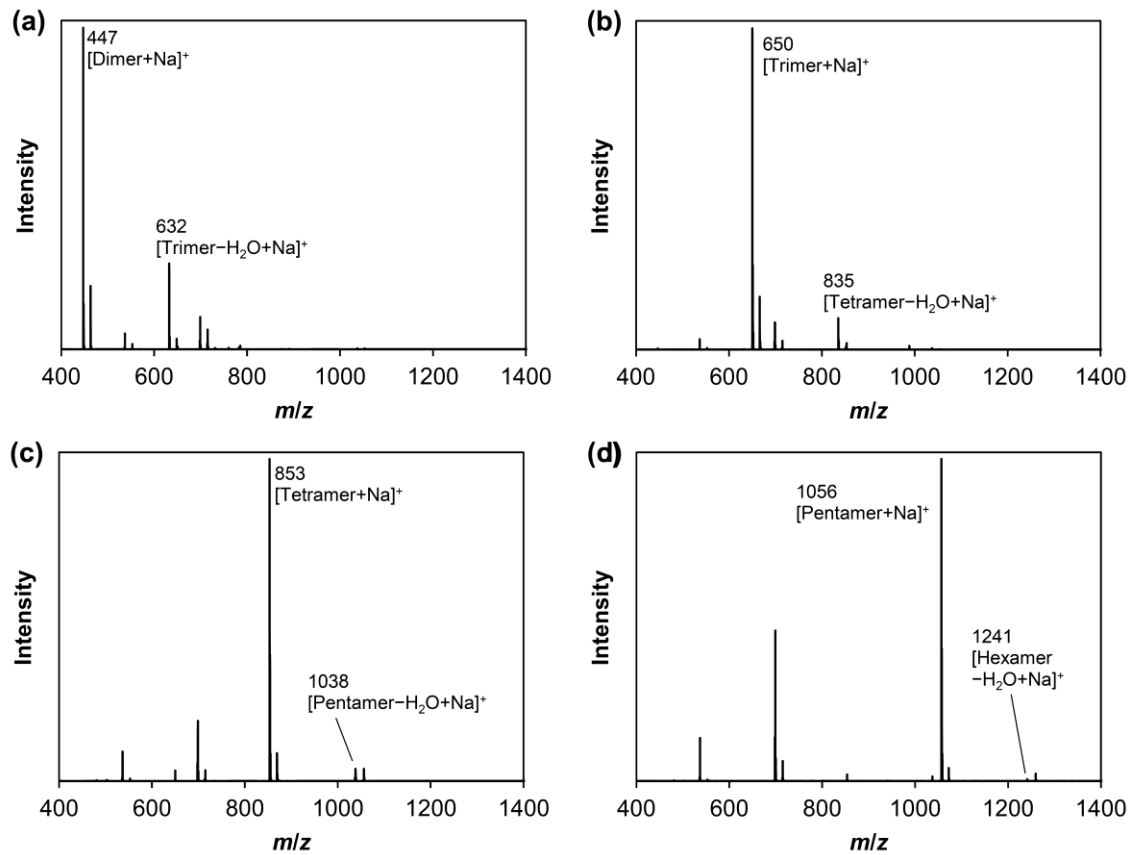 (a)
447
[Dimer+Na]⁺
632
[Trimer−H₂O+Na]⁺
Intensity
400 600 800 1000 1200 1400
m/z
(b)
650
[Trimer+Na]⁺
835
[Tetramer−H₂O+Na]⁺
Intensity
400 600 800 1000 1200 1400
m/z
(c)
853
[Tetramer+Na]⁺
1038
[Pentamer−H₂O+Na]⁺
Intensity
400 600 800 1000 1200 1400
m/z
(d)
1056
[Pentamer+Na]⁺
1241
[Hexamer
−H₂O+Na]⁺
Intensity
400 600 800 1000 1200 1400
m/z